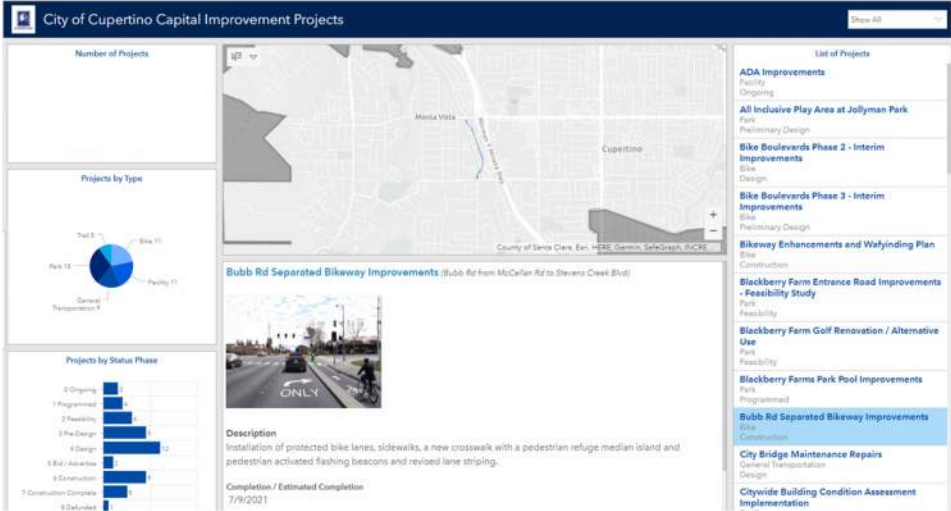 City of Cupertino Capital Improvement Projects
Show All
Number of Projects
Projects by Type
Trail 5
Bike 11
Park 15
Facility 11
General
Transportation 9
Projects by Status Phase
0 Ongoing 2
1 Programmed 4
2 Feasibility 6
3 Pre-Design
4 Design 12
5 Bid / Advertise 2
6 Construction
7 Construction Complete 5
8 Defunded 1
Monta Vista
Cupertino
County of Santa Clara, Esri, HERE, Garmin, SafeGraph, INCRE...
Bubb Rd Separated Bikeway Improvements (Bubb Rd from McClellan Rd to Stevens Creek Blvd)
ONLY
Description
Installation of protected bike lanes, sidewalks, a new crosswalk with a pedestrian refuge median island and
pedestrian activated flashing beacons and revised lane striping.
Completion / Estimated Completion
7/9/2021
List of Projects
ADA Improvements
Facility
Ongoing
All Inclusive Play Area at Jollyman Park
Park
Preliminary Design
Bike Boulevards Phase 2 - Interim
Improvements
Bike
Design
Bike Boulevards Phase 3 - Interim
Improvements
Bike
Preliminary Design
Bikeway Enhancements and Wafyinding Plan
Bike
Construction
Blackberry Farm Entrance Road Improvements
- Feasibility Study
Park
Feasibility
Blackberry Farm Golf Renovation / Alternative
Use
Park
Feasibility
Blackberry Farms Park Pool Improvements
Park
Programmed
Bubb Rd Separated Bikeway Improvements
Bike
Construction
City Bridge Maintenance Repairs
General Transportation
Design
Citywide Building Condition Assessment
Implementation